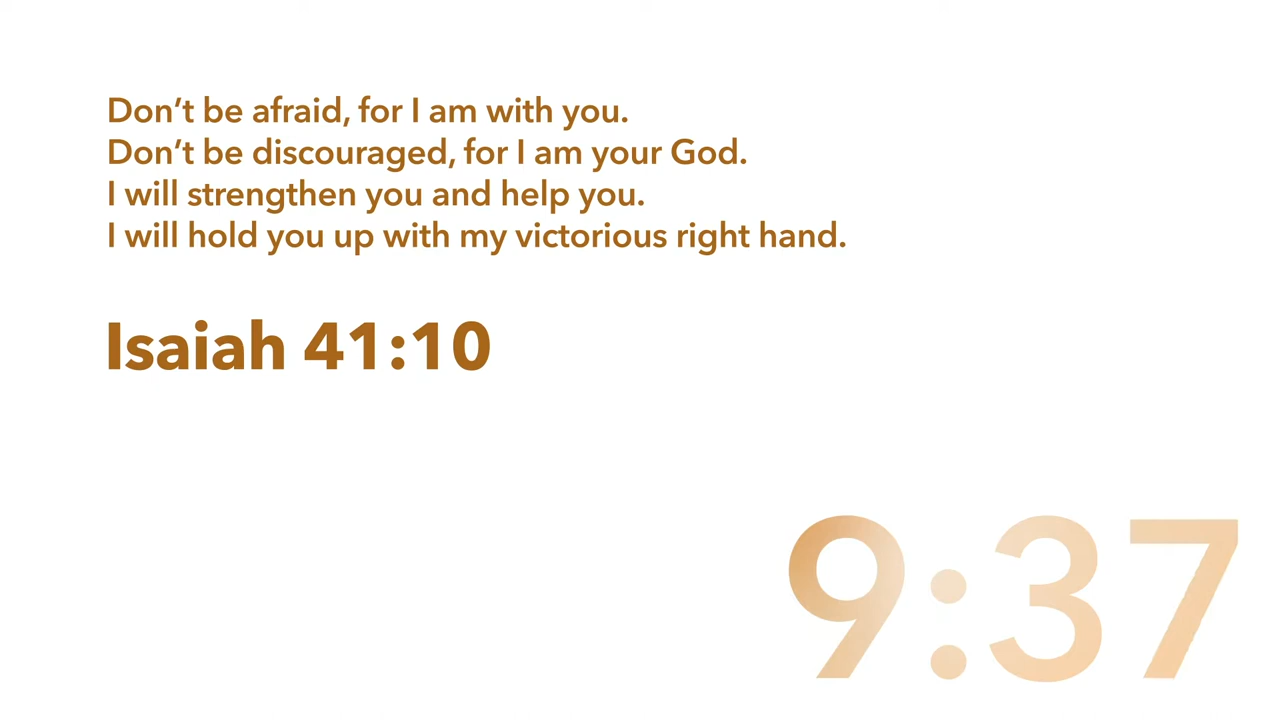 Don’t be afraid, for I am with you.
Don’t be discouraged, for I am your God.
I will strengthen you and help you.
I will hold you up with my victorious right hand.
Isaiah 41:10
9:37